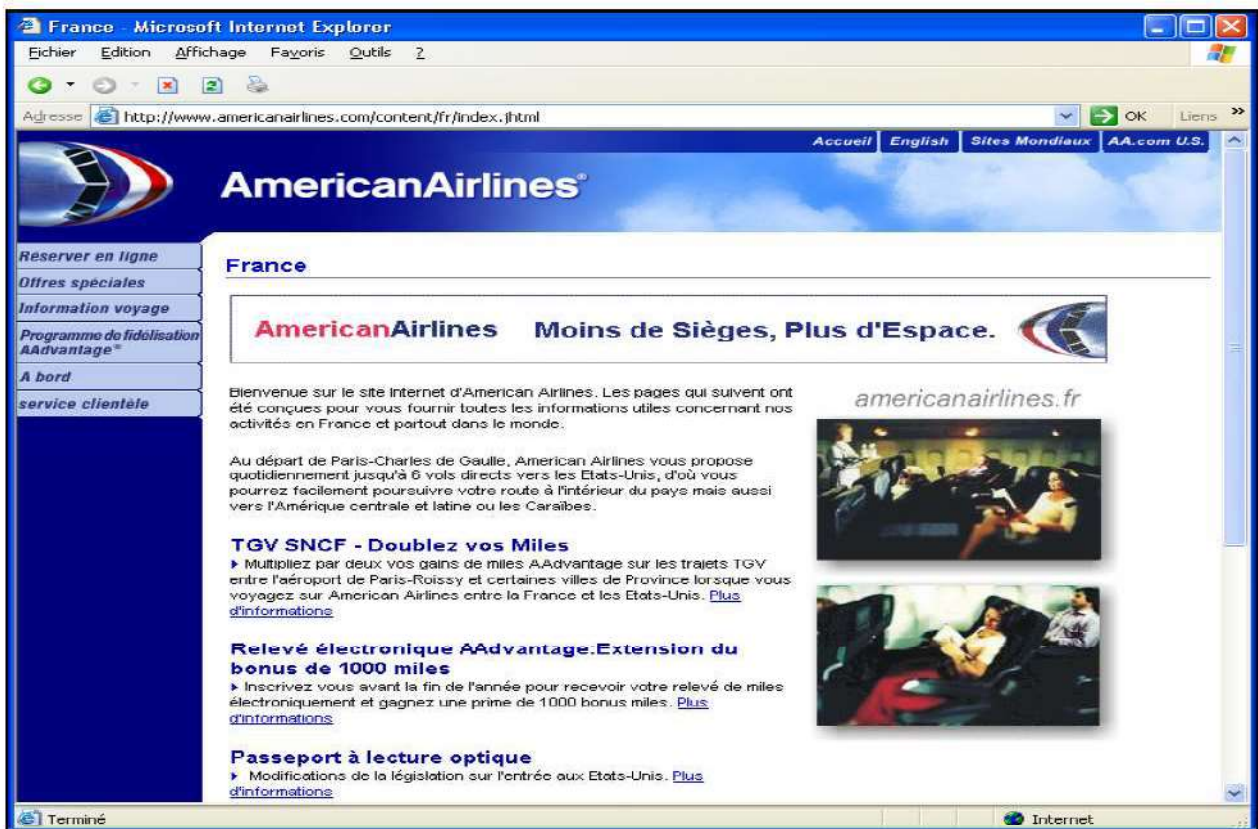 France - Microsoft Internet Explorer
Fichier Edition Affichage Favoris Outils ?
Adresse http://www.americanairlines.com/content/fr/index.jhtml OK Liens »
Accueil English Sites Mondiaux AA.com U.S.
AmericanAirlines®
Réserver en ligne
Offres spéciales
Information voyage
Programme de fidélisation
AAdvantage®
A bord
service clientèle
France
AmericanAirlines Moins de Sièges, Plus d'Espace.
Bienvenue sur le site Internet d'American Airlines. Les pages qui suivent ont
été conçues pour vous fournir toutes les informations utiles concernant nos
activités en France et partout dans le monde.
americanairlines.fr
Au départ de Paris-Charles de Gaulle, American Airlines vous propose
quotidiennement jusqu'à 6 vols directs vers les Etats-Unis, d'où vous
pourrez facilement poursuivre votre route à l'intérieur du pays mais aussi
vers l'Amérique centrale et latine ou les Caraïbes.
TGV SNCF - Doublez vos Miles
Multipliez par deux vos gains de miles AAdvantage sur les trajets TGV
entre l'aéroport de Paris-Roissy et certaines villes de Province lorsque vous
voyagez sur American Airlines entre la France et les Etats-Unis. Plus
d'informations
Relevé électronique AAdvantage:Extension du
bonus de 1000 miles
Inscrivez vous avant la fin de l'année pour recevoir votre relevé de miles
électroniquement et gagnez une prime de 1000 bonus miles. Plus
d'informations
Passeport à lecture optique
Modifications de la législation sur l'entrée aux Etats-Unis. Plus
d'informations
Terminé Internet